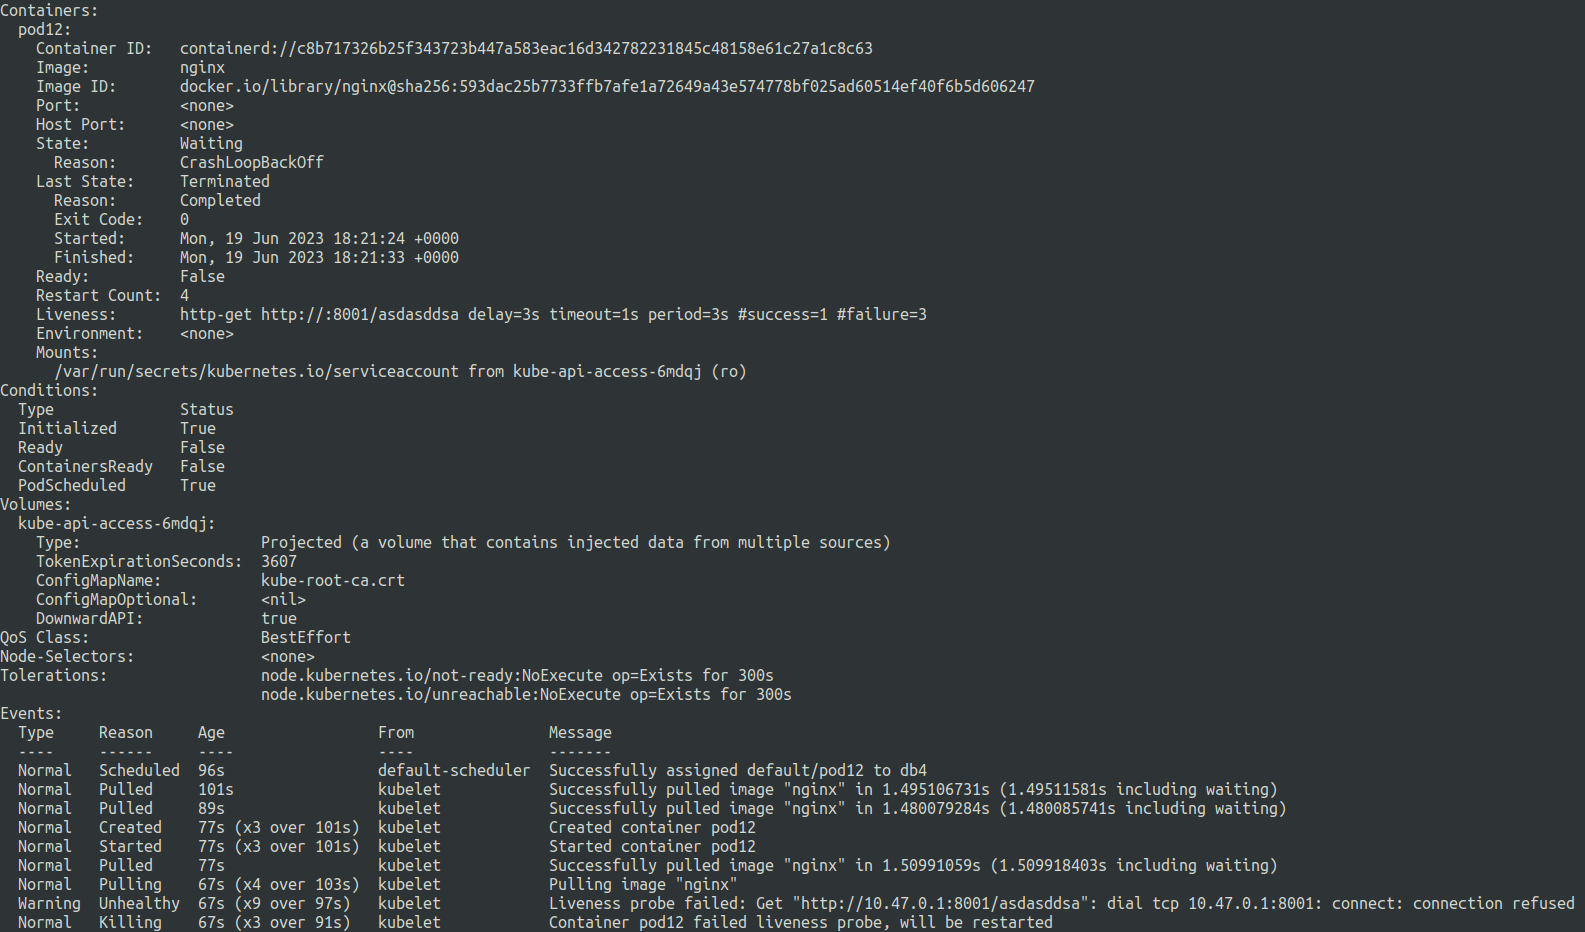 Containers:
  pod12:
    Container ID:   containerd://c8b717326b25f343723b447a583eac16d342782231845c48158e61c27a1c8c63
    Image:          nginx
    Image ID:       docker.io/library/nginx@sha256:593dac25b7733ffb7afe1a72649a43e574778bf025ad60514ef40f6b5d606247
    Port:           <none>
    Host Port:      <none>
    State:          Waiting
      Reason:       CrashLoopBackOff
    Last State:     Terminated
      Reason:       Completed
      Exit Code:    0
      Started:      Mon, 19 Jun 2023 18:21:24 +0000
      Finished:     Mon, 19 Jun 2023 18:21:33 +0000
    Ready:          False
    Restart Count:  4
    Liveness:       http-get http://:8001/asdasddsa delay=3s timeout=1s period=3s #success=1 #failure=3
    Environment:    <none>
    Mounts:
      /var/run/secrets/kubernetes.io/serviceaccount from kube-api-access-6mdqj (ro)
Conditions:
  Type              Status
  Initialized       True
  Ready             False
  ContainersReady   False
  PodScheduled      True
Volumes:
  kube-api-access-6mdqj:
    Type:                    Projected (a volume that contains injected data from multiple sources)
    TokenExpirationSeconds:  3607
    ConfigMapName:           kube-root-ca.crt
    ConfigMapOptional:       <nil>
    DownwardAPI:             true
QoS Class:                   BestEffort
Node-Selectors:              <none>
Tolerations:                 node.kubernetes.io/not-ready:NoExecute op=Exists for 300s
                             node.kubernetes.io/unreachable:NoExecute op=Exists for 300s
Events:
  Type     Reason     Age                 From               Message
  ----     ------     ----                ----               -------
  Normal   Scheduled  96s                 default-scheduler  Successfully assigned default/pod12 to db4
  Normal   Pulled     101s                kubelet            Successfully pulled image "nginx" in 1.495106731s (1.49511581s including waiting)
  Normal   Pulled     89s                 kubelet            Successfully pulled image "nginx" in 1.480079284s (1.480085741s including waiting)
  Normal   Created    77s (x3 over 101s)  kubelet            Created container pod12
  Normal   Started    77s (x3 over 101s)  kubelet            Started container pod12
  Normal   Pulled     77s                 kubelet            Successfully pulled image "nginx" in 1.50991059s (1.509918403s including waiting)
  Normal   Pulling    67s (x4 over 103s)  kubelet            Pulling image "nginx"
  Warning  Unhealthy  67s (x9 over 97s)   kubelet            Liveness probe failed: Get "http://10.47.0.1:8001/asdasddsa": dial tcp 10.47.0.1:8001: connect: connection refused
  Normal   Killing    67s (x3 over 91s)   kubelet            Container pod12 failed liveness probe, will be restarted